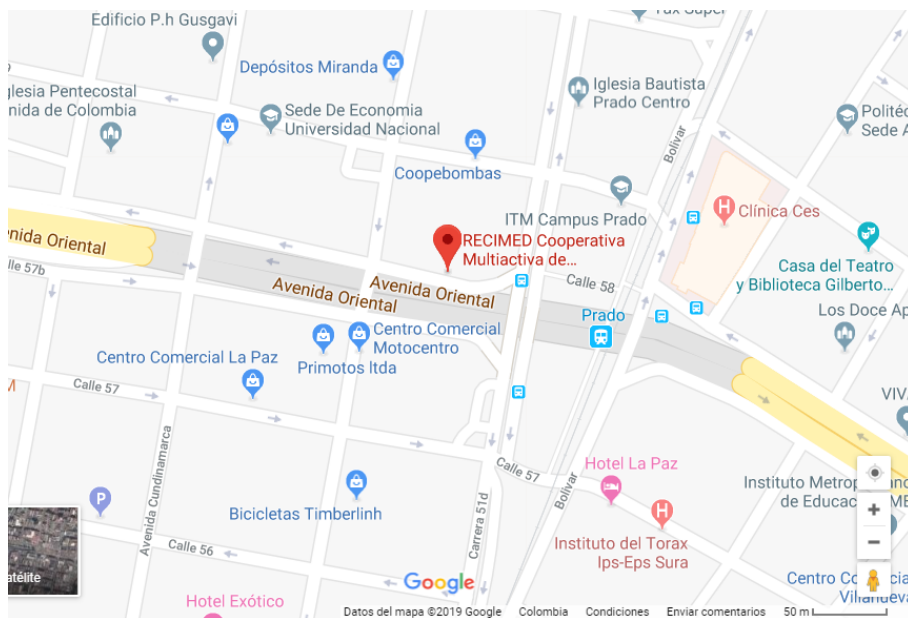 Edificio P.h Gusgavi
Depósitos Miranda
Iglesia Bautista
Prado Centro
glesia Pentecostal
nida de Colombia
Sede De Economia
Universidad Nacional
Sede A
Bolivar
Coopebombas
ITM Campus Prado
Clínica Ces
RECIMED Cooperativa
Multiactiva de...
Avenida Oriental
Calle 58
Casa del Teatro
y Biblioteca Gilberto...
lle 57b
Avenida Oriental
Avenida Oriental
Prado
Los Doce Ap
Centro Comercial
Motocentro
Primotos ltda
Centro Comercial La Paz
Calle 57
VIV
Avenida Cundinamarca
Calle 57
Hotel La Paz
Bolivar
Instituto Metrop
de Educac
P
Bicicletas Timberlinh
Carrera 51d
Instituto del Torax
Ips-Eps Sura
Calle 56
atélite
Google
Centro Co
Villanueva
Hotel Exótico
Datos del mapa ©2019 Google Colombia Condiciones Enviar comentarios 50 m